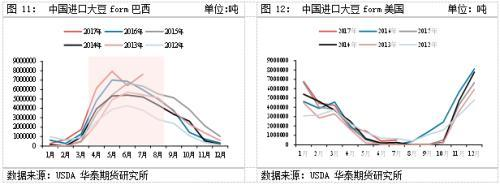 图 11： 中国进口大豆 form 巴西 单位:吨
2017年 2016年 2015年
2014年 2013年 2012年
9000000
8000000
7000000
6000000
5000000
4000000
3000000
2000000
1000000
0
1月 2月 3月 4月 5月 6月 7月 8月 9月 10月 11月 12月
数据来源：USDA 华泰期货研究所
图 12： 中国进口大豆 form 美国 单位:吨
2017年 2016年 2015年
2014年 2013年 2012年
9000000
8000000
7000000
6000000
5000000
4000000
3000000
2000000
1000000
0
1月 2月 3月 4月 5月 6月 7月 8月 9月 10月 11月 12月
数据来源：USDA 华泰期货研究所